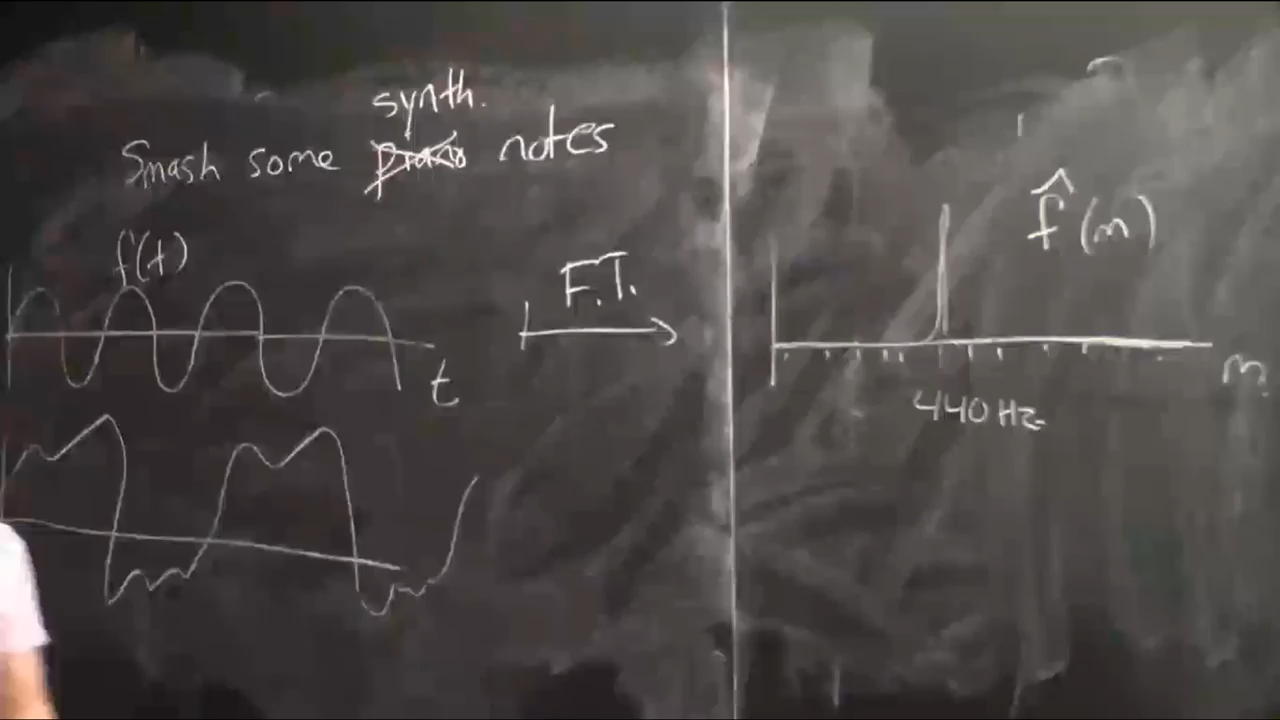 synth.
Smash some piano notes
f(t)
F.T.
f̂(m)
t
m
440 Hz